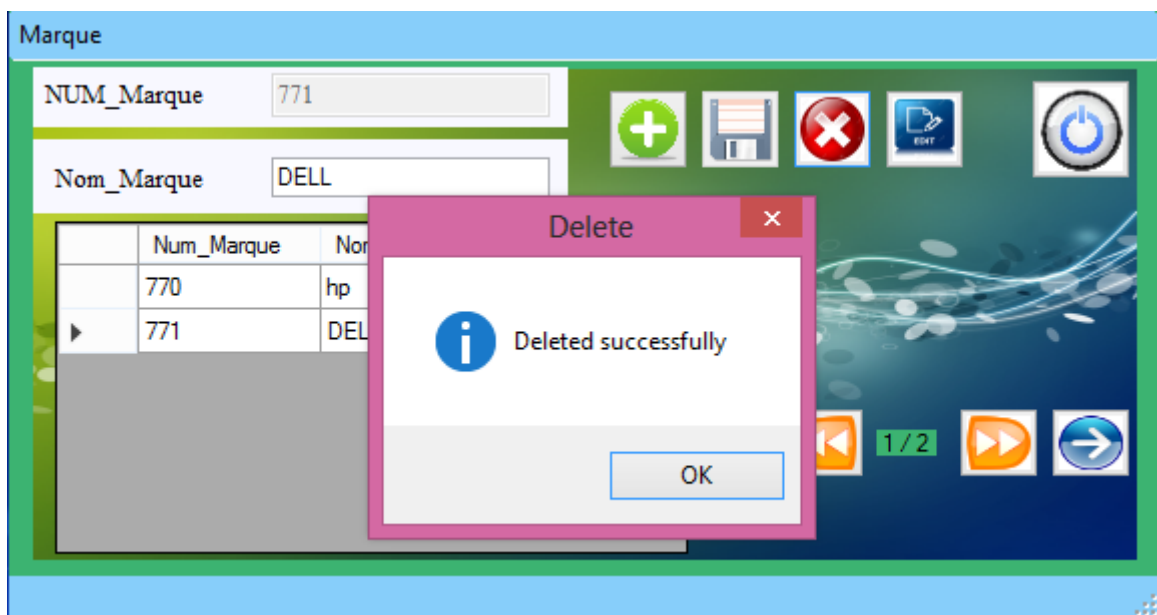 Marque
NUM_Marque 771
Nom_Marque DELL
Delete
Num_Marque
770 hp
771
Deleted successfully
EDIT
1 / 2
OK